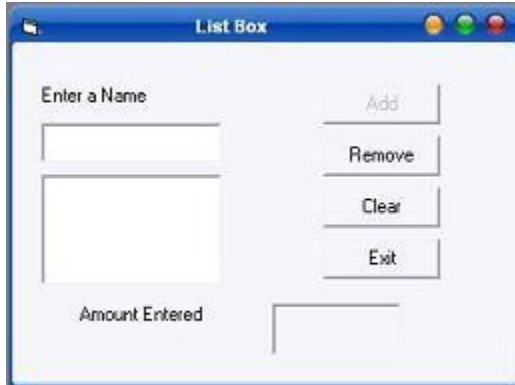 List Box
Enter a Name
Add
Remove
Clear
Exit
Amount Entered